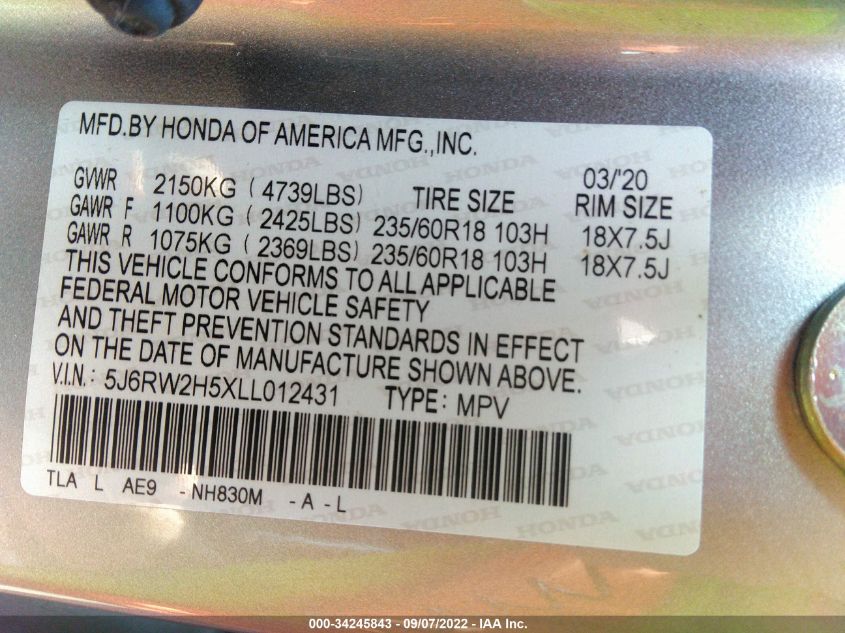 MFD.BY HONDA OF AMERICA MFG.,INC.
03/'20
GVWR 2150KG ( 4739LBS) TIRE SIZE RIM SIZE
GAWR F 1100KG ( 2425LBS) 235/60R18 103H 18X7.5J
GAWR R 1075KG ( 2369LBS) 235/60R18 103H 18X7.5J
THIS VEHICLE CONFORMS TO ALL APPLICABLE
FEDERAL MOTOR VEHICLE SAFETY
AND THEFT PREVENTION STANDARDS IN EFFECT
ON THE DATE OF MANUFACTURE SHOWN ABOVE.
V.I.N.: 5J6RW2H5XLL012431 TYPE: MPV
TLA L AE9 -NH830M -A-L
000-34245843 - 09/07/2022 - IAA Inc.